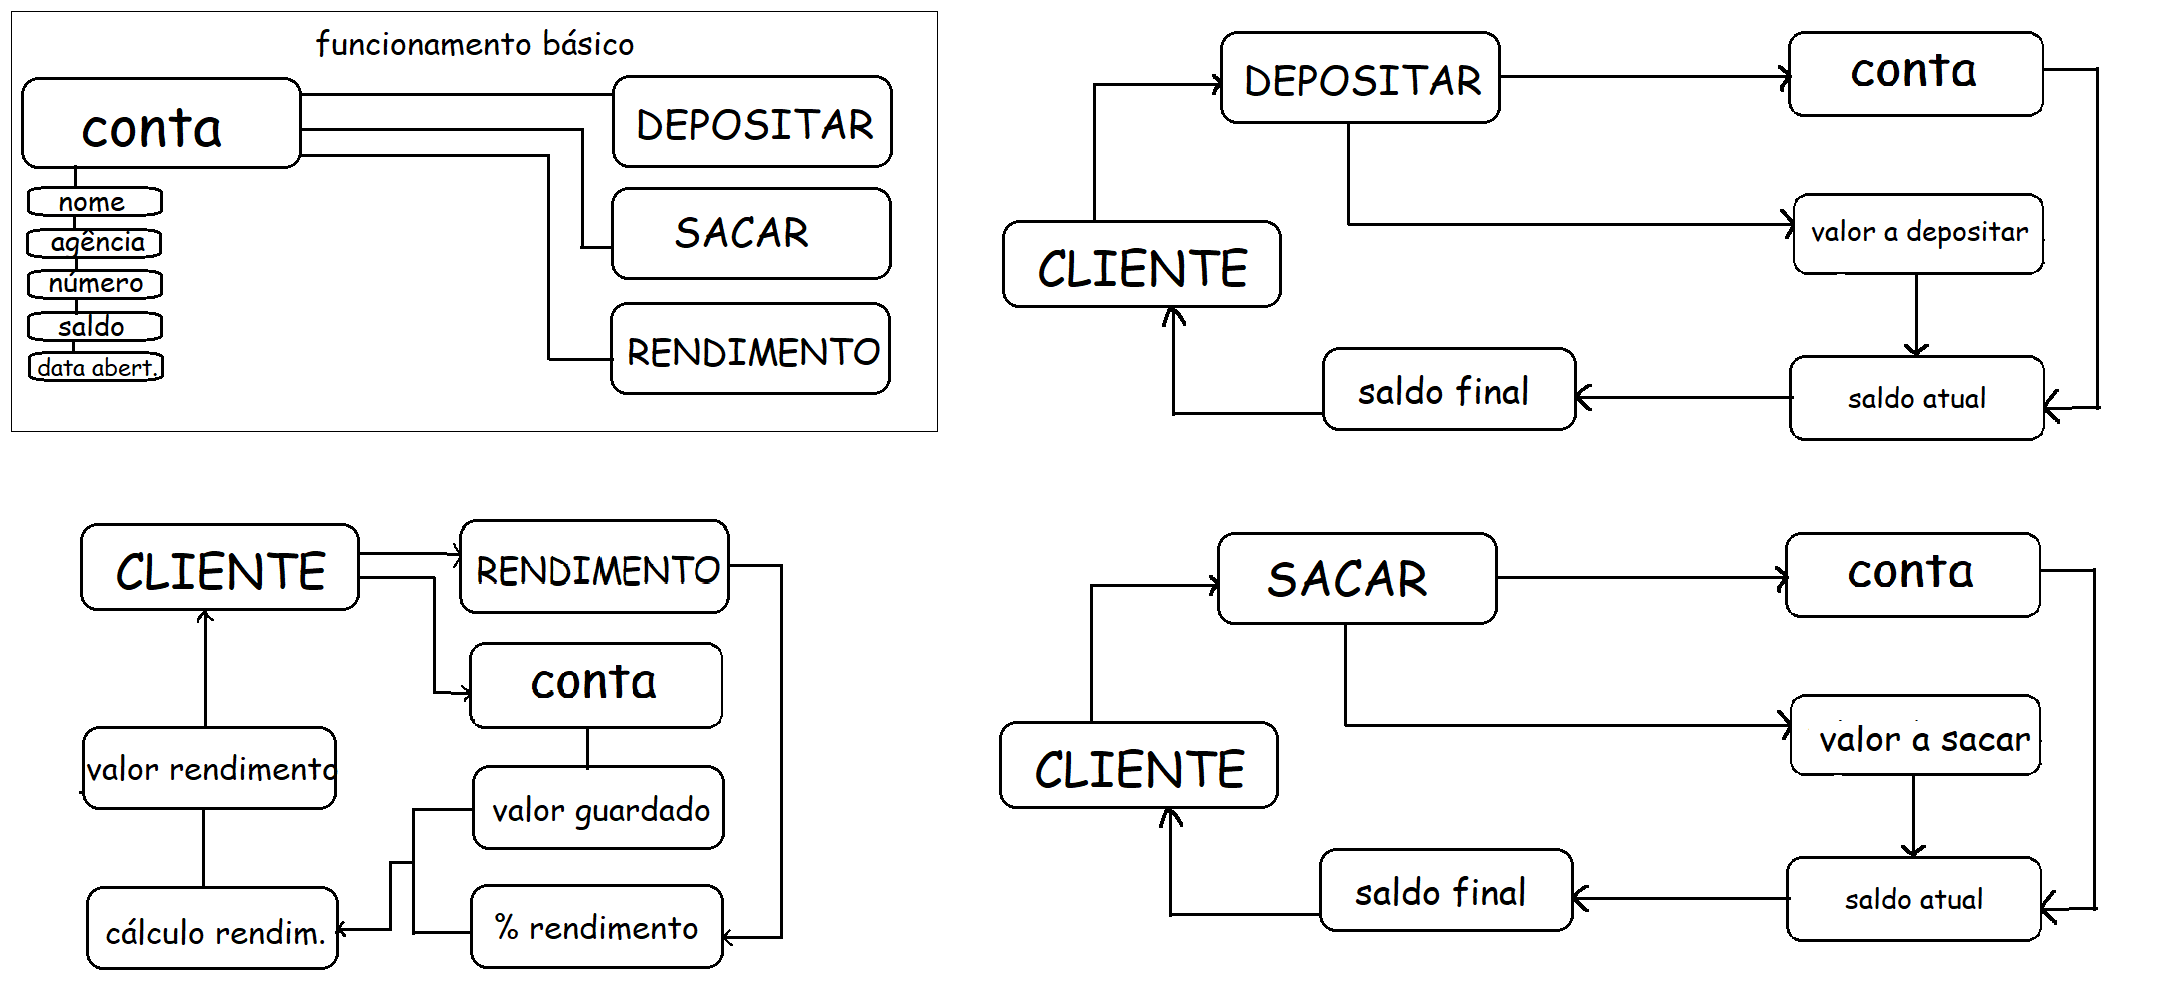 funcionamento básico
conta
nome
agência
número
saldo
data abert.
DEPOSITAR
SACAR
RENDIMENTO
DEPOSITAR
conta
CLIENTE
valor a depositar
saldo final
saldo atual
CLIENTE
RENDIMENTO
conta
valor rendimento
valor guardado
cálculo rendim.
% rendimento
SACAR
conta
CLIENTE
valor a sacar
saldo final
saldo atual